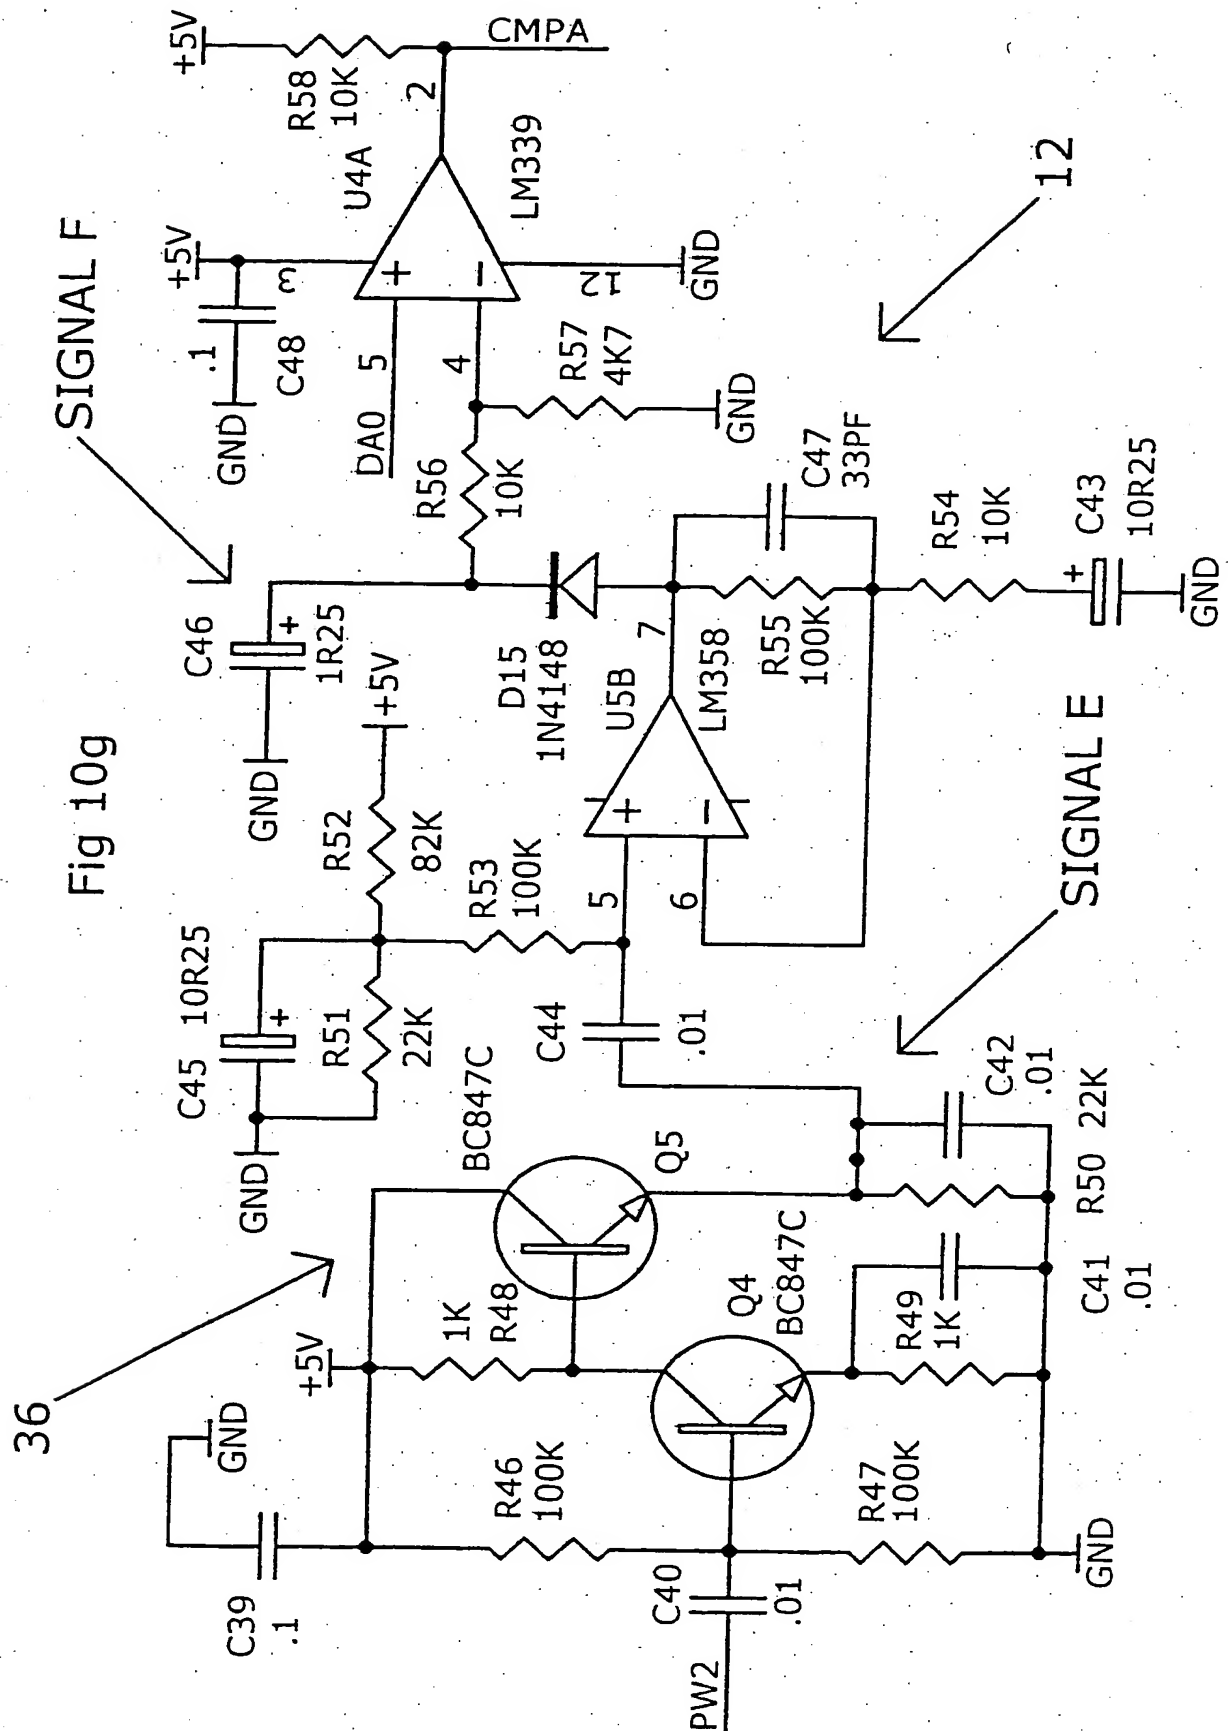 Fig 10g
36
SIGNAL F
SIGNAL E
12
PW2
C40
.01
C39
.1
GND
+5V
R46
100K
R47
100K
GND
1K
R48
Q4
BC847C
R49
1K
C41
.01
BC847C
Q5
R50 22K
C42
.01
GND
C45
10R25
+
R51
22K
R52
82K
+5V
R53
100K
C44
.01
5
6
+
-
7
U5B
LM358
R55
100K
C47
33PF
R54
10K
C43
10R25
+
GND
D15
1N4148
GND
C46
1R25
+
R56
10K
R57
4K7
GND
DA0
5
4
+
-
3
12
GND
GND
.1
C48
+5V
U4A
LM339
2
R58
10K
+5V
CMPA